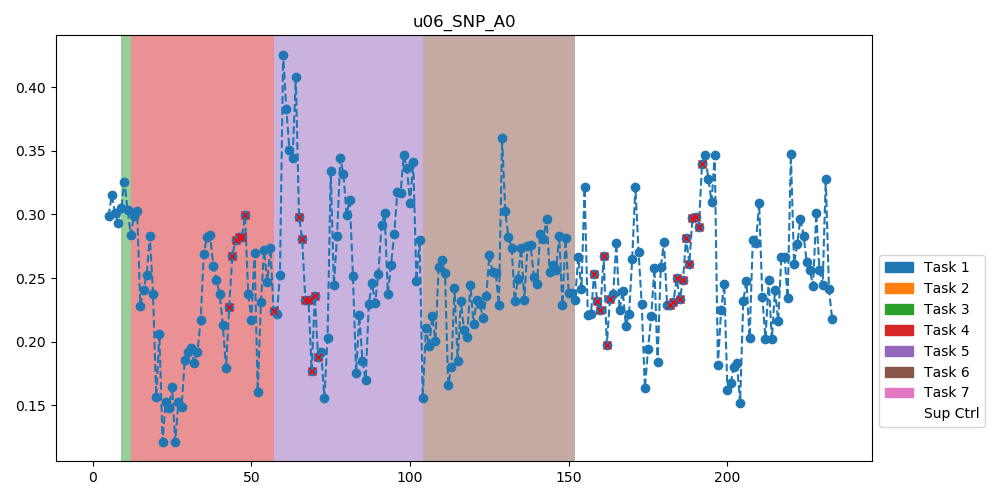 u06_SNP_A0
0.40
0.35
0.30
0.25
0.20
0.15
0 50 100 150 200
Task 1
Task 2
Task 3
Task 4
Task 5
Task 6
Task 7
Sup Ctrl